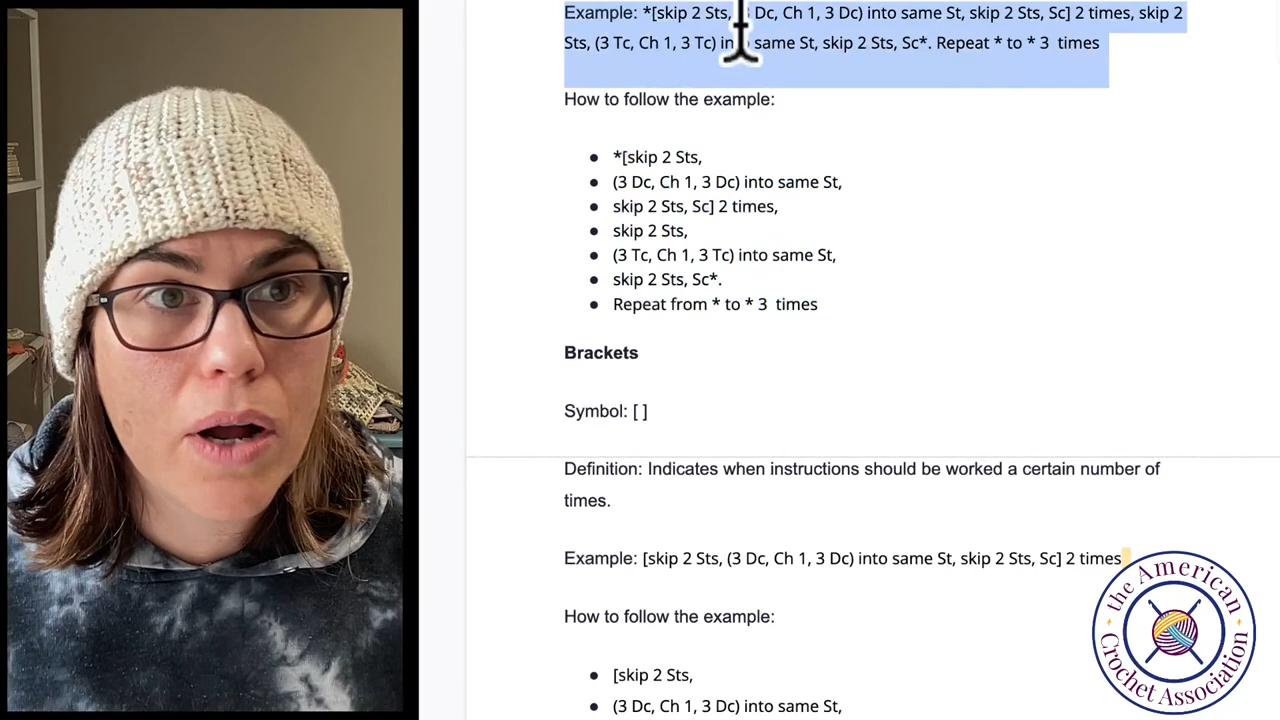 Example: *[skip 2 Sts, (3 Dc, Ch 1, 3 Dc) into same St, skip 2 Sts, Sc] 2 times, skip 2
Sts, (3 Tc, Ch 1, 3 Tc) into same St, skip 2 Sts, Sc*. Repeat * to * 3  times
How to follow the example:
● *[skip 2 Sts,
● (3 Dc, Ch 1, 3 Dc) into same St,
● skip 2 Sts, Sc] 2 times,
● skip 2 Sts,
● (3 Tc, Ch 1, 3 Tc) into same St,
● skip 2 Sts, Sc*.
● Repeat from * to * 3  times
Brackets
Symbol: [ ]
Definition: Indicates when instructions should be worked a certain number of
times.
Example: [skip 2 Sts, (3 Dc, Ch 1, 3 Dc) into same St, skip 2 Sts, Sc] 2 times
How to follow the example:
● [skip 2 Sts,
● (3 Dc, Ch 1, 3 Dc) into same St,
the American
Crochet Association